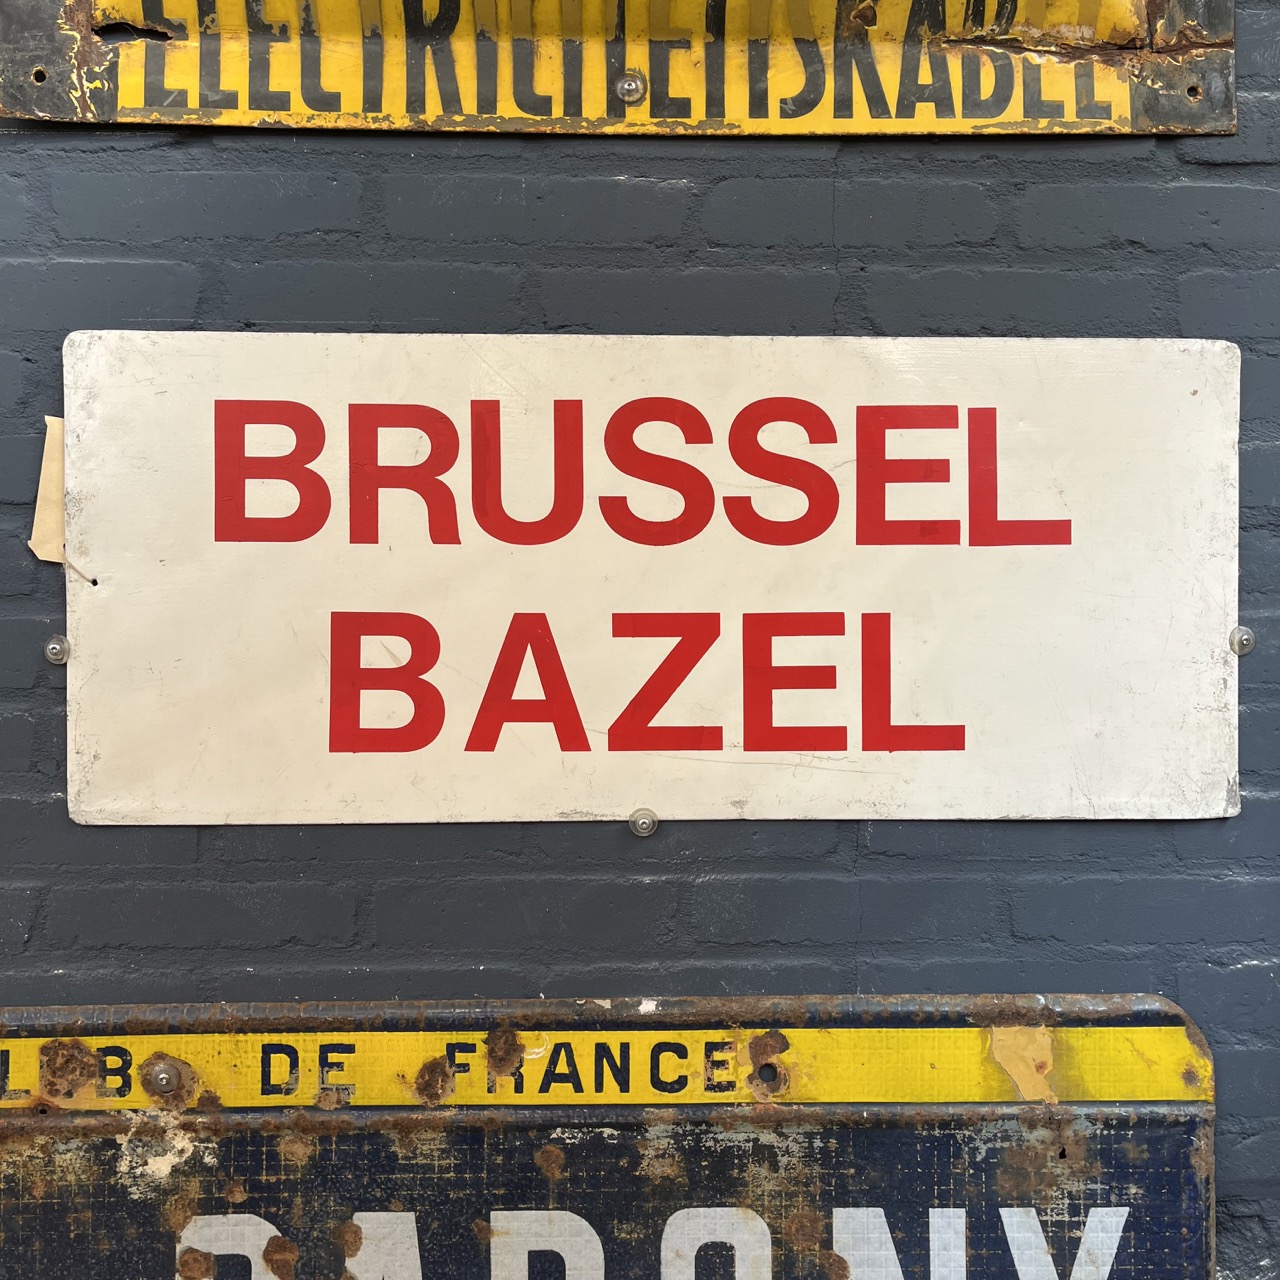 ELECTRICITEITSKABEL
BRUSSEL
BAZEL
DE FRANCE